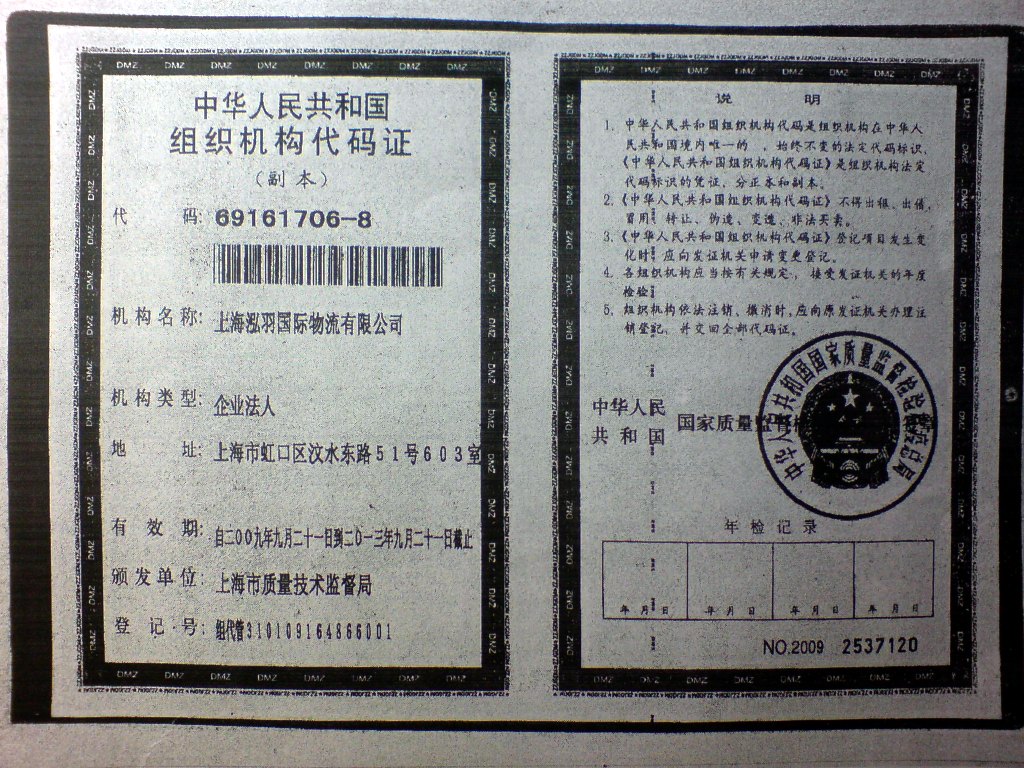 中华人民共和国
组织机构代码证
(副本)
代 码: 69161706-8
机构名称: 上海泓羽国际物流有限公司
机构类型: 企业法人
地 址: 上海市虹口区汶水东路51号603室
有 效 期: 自二00九年九月二十一日到二0一三年九月二十一日截止
颁发单位: 上海市质量技术监督局
登 记 号: 组代管310109164866001
说 明
1. 中华人民共和国组织机构代码是组织机构在中华人
民共和国境内唯一的 、始终不变的法定代码标识,
《中华人民共和国组织机构代码证》是组织机构法定
代码标识的凭证、分正本和副本。
2.《中华人民共和国组织机构代码证》不得出租、出借、
冒用、转让、伪造、变造、非法买卖。
3.《中华人民共和国组织机构代码证》登记项目发生变
化时,应向发证机关申请变更登记。
4. 各组织机构应当按有关规定,接受发证机关的年度
检验。
5. 组织机构依法注销、撤消时,应向原发证机关办理注
销登记,并交回全部代码证。
中华人民
共和国 国家质量监督
中华人民共和国国家质量监督检验检疫总局
年检记录
年 月 日 年 月 日 年 月 日 年 月 日
NO.2009 2537120
DMZ